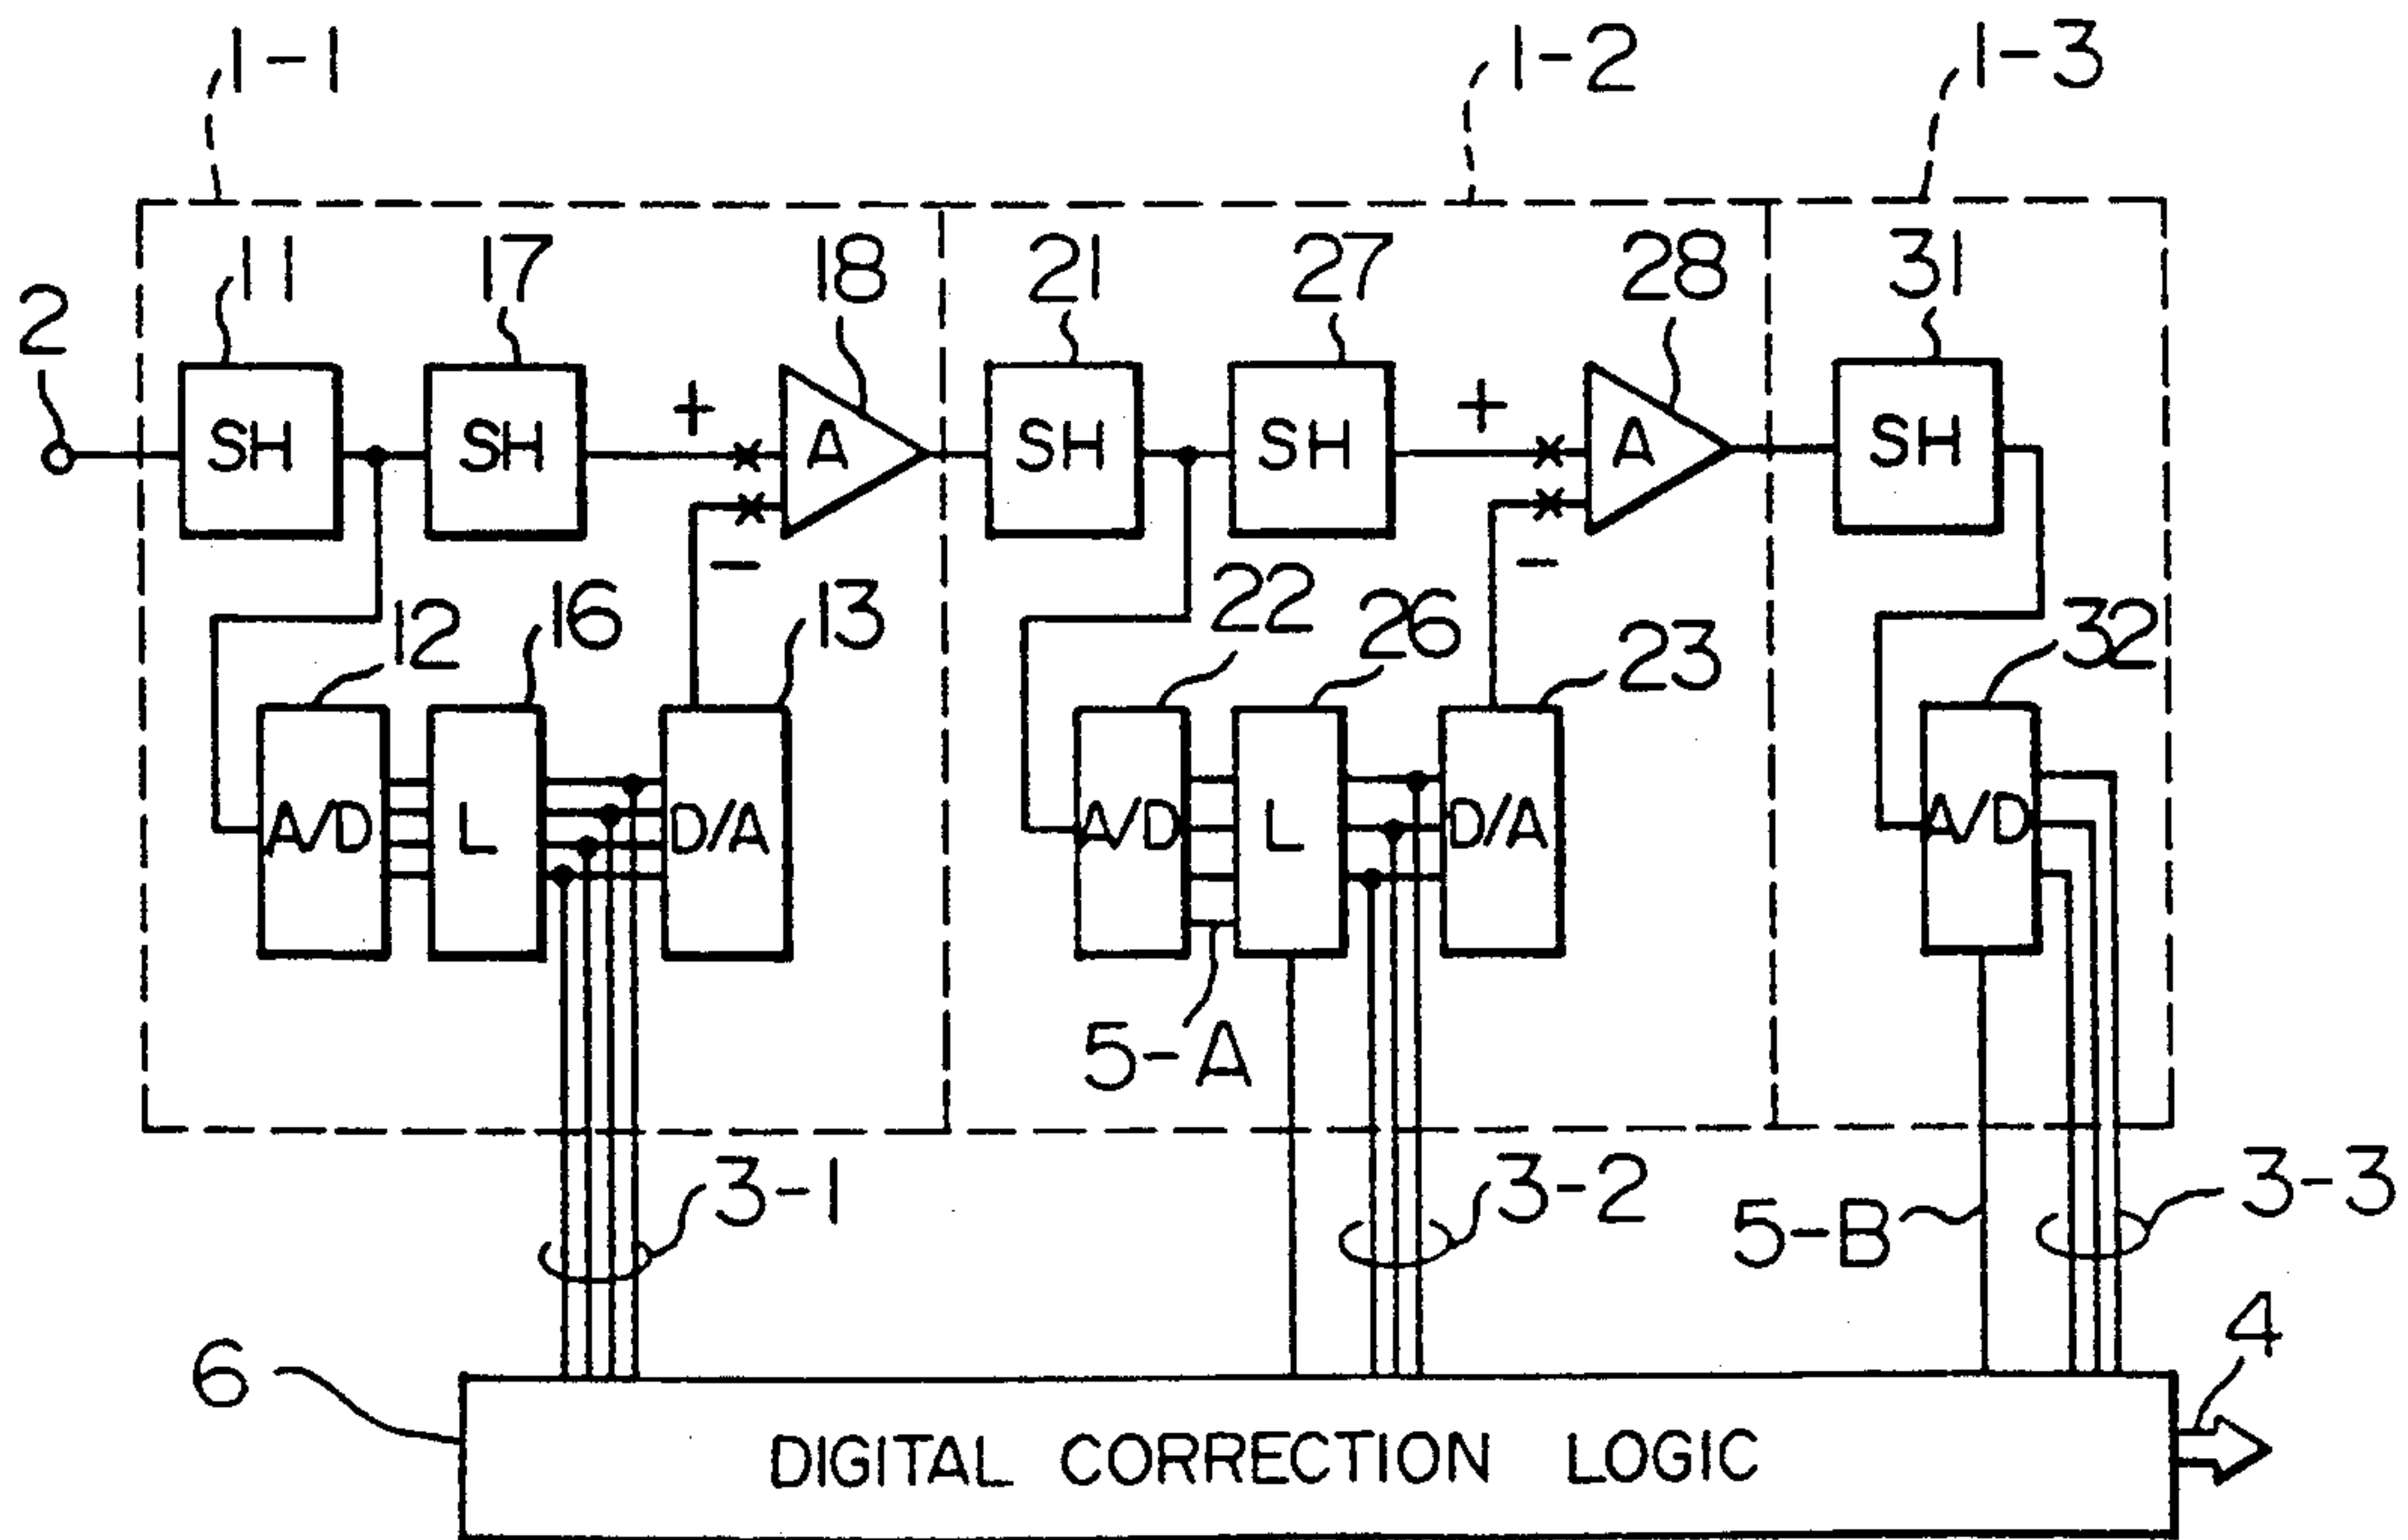 1-1 1-2 1-3
11 17 18 21 27 28 31
2
SH SH A SH SH A SH
+ +
- -
12 16 13 22 26 23 32
A/D L D/A A/D L D/A A/D
5-A
3-1 3-2 5-B 3-3
6 4
DIGITAL CORRECTION LOGIC